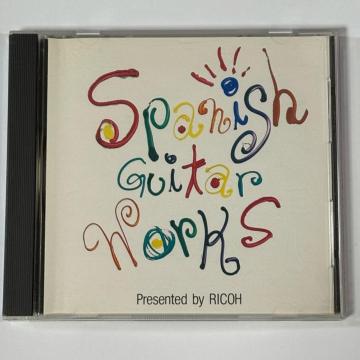 Spanish
Guitar
Works
Presented by RICOH